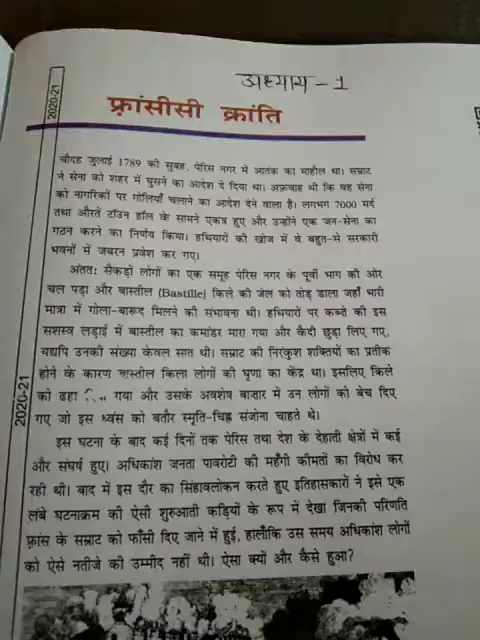 अध्याय - 1
2020-21
फ़्रांसीसी क्रांति
चौदह जुलाई 1789 की सुबह, पेरिस नगर में आतंक का माहौल था। सम्राट
ने सेना को शहर में घुसने का आदेश दे दिया था। अफ़वाह थी कि वह सेना
को नागरिकों पर गोलियाँ चलाने का आदेश देने वाला है। लगभग 7000 मर्द
तथा औरतें टॉउन हॉल के सामने एकत्र हुए और उन्होंने एक जन-सेना का
गठन करने का निर्णय किया। हथियारों की खोज में वे बहुत-से सरकारी
भवनों में जबरन प्रवेश कर गए।
अंततः सैकड़ों लोगों का एक समूह पेरिस नगर के पूर्वी भाग की ओर
चल पड़ा और बास्तील (Bastille) किले की जेल को तोड़ डाला जहाँ भारी
मात्रा में गोला-बारूद मिलने की संभावना थी। हथियारों पर कब्ज़े की इस
सशस्त्र लड़ाई में बास्तील का कमांडर मारा गया और कैदी छुड़ा लिए गए,
यद्यपि उनकी संख्या केवल सात थी। सम्राट की निरंकुश शक्तियों का प्रतीक
होने के कारण बास्तील किला लोगों की घृणा का केंद्र था। इसलिए किले
को ढहा गया और उसके अवशेष बाज़ार में उन लोगों को बेच दिए
गए जो इस ध्वंस को बतौर स्मृति-चिह्न संजोना चाहते थे।
2020-21
इस घटना के बाद कई दिनों तक पेरिस तथा देश के देहाती क्षेत्रों में कई
और संघर्ष हुए। अधिकांश जनता पावरोटी की महँगी कीमतों का विरोध कर
रही थी। बाद में इस दौर का सिंहावलोकन करते हुए इतिहासकारों ने इसे एक
लंबे घटनाक्रम की ऐसी शुरुआती कड़ियों के रूप में देखा जिनकी परिणति
फ़्रांस के सम्राट को फाँसी दिए जाने में हुई, हालाँकि उस समय अधिकांश लोगों
को ऐसे नतीजे की उम्मीद नहीं थी। ऐसा क्यों और कैसे हुआ?